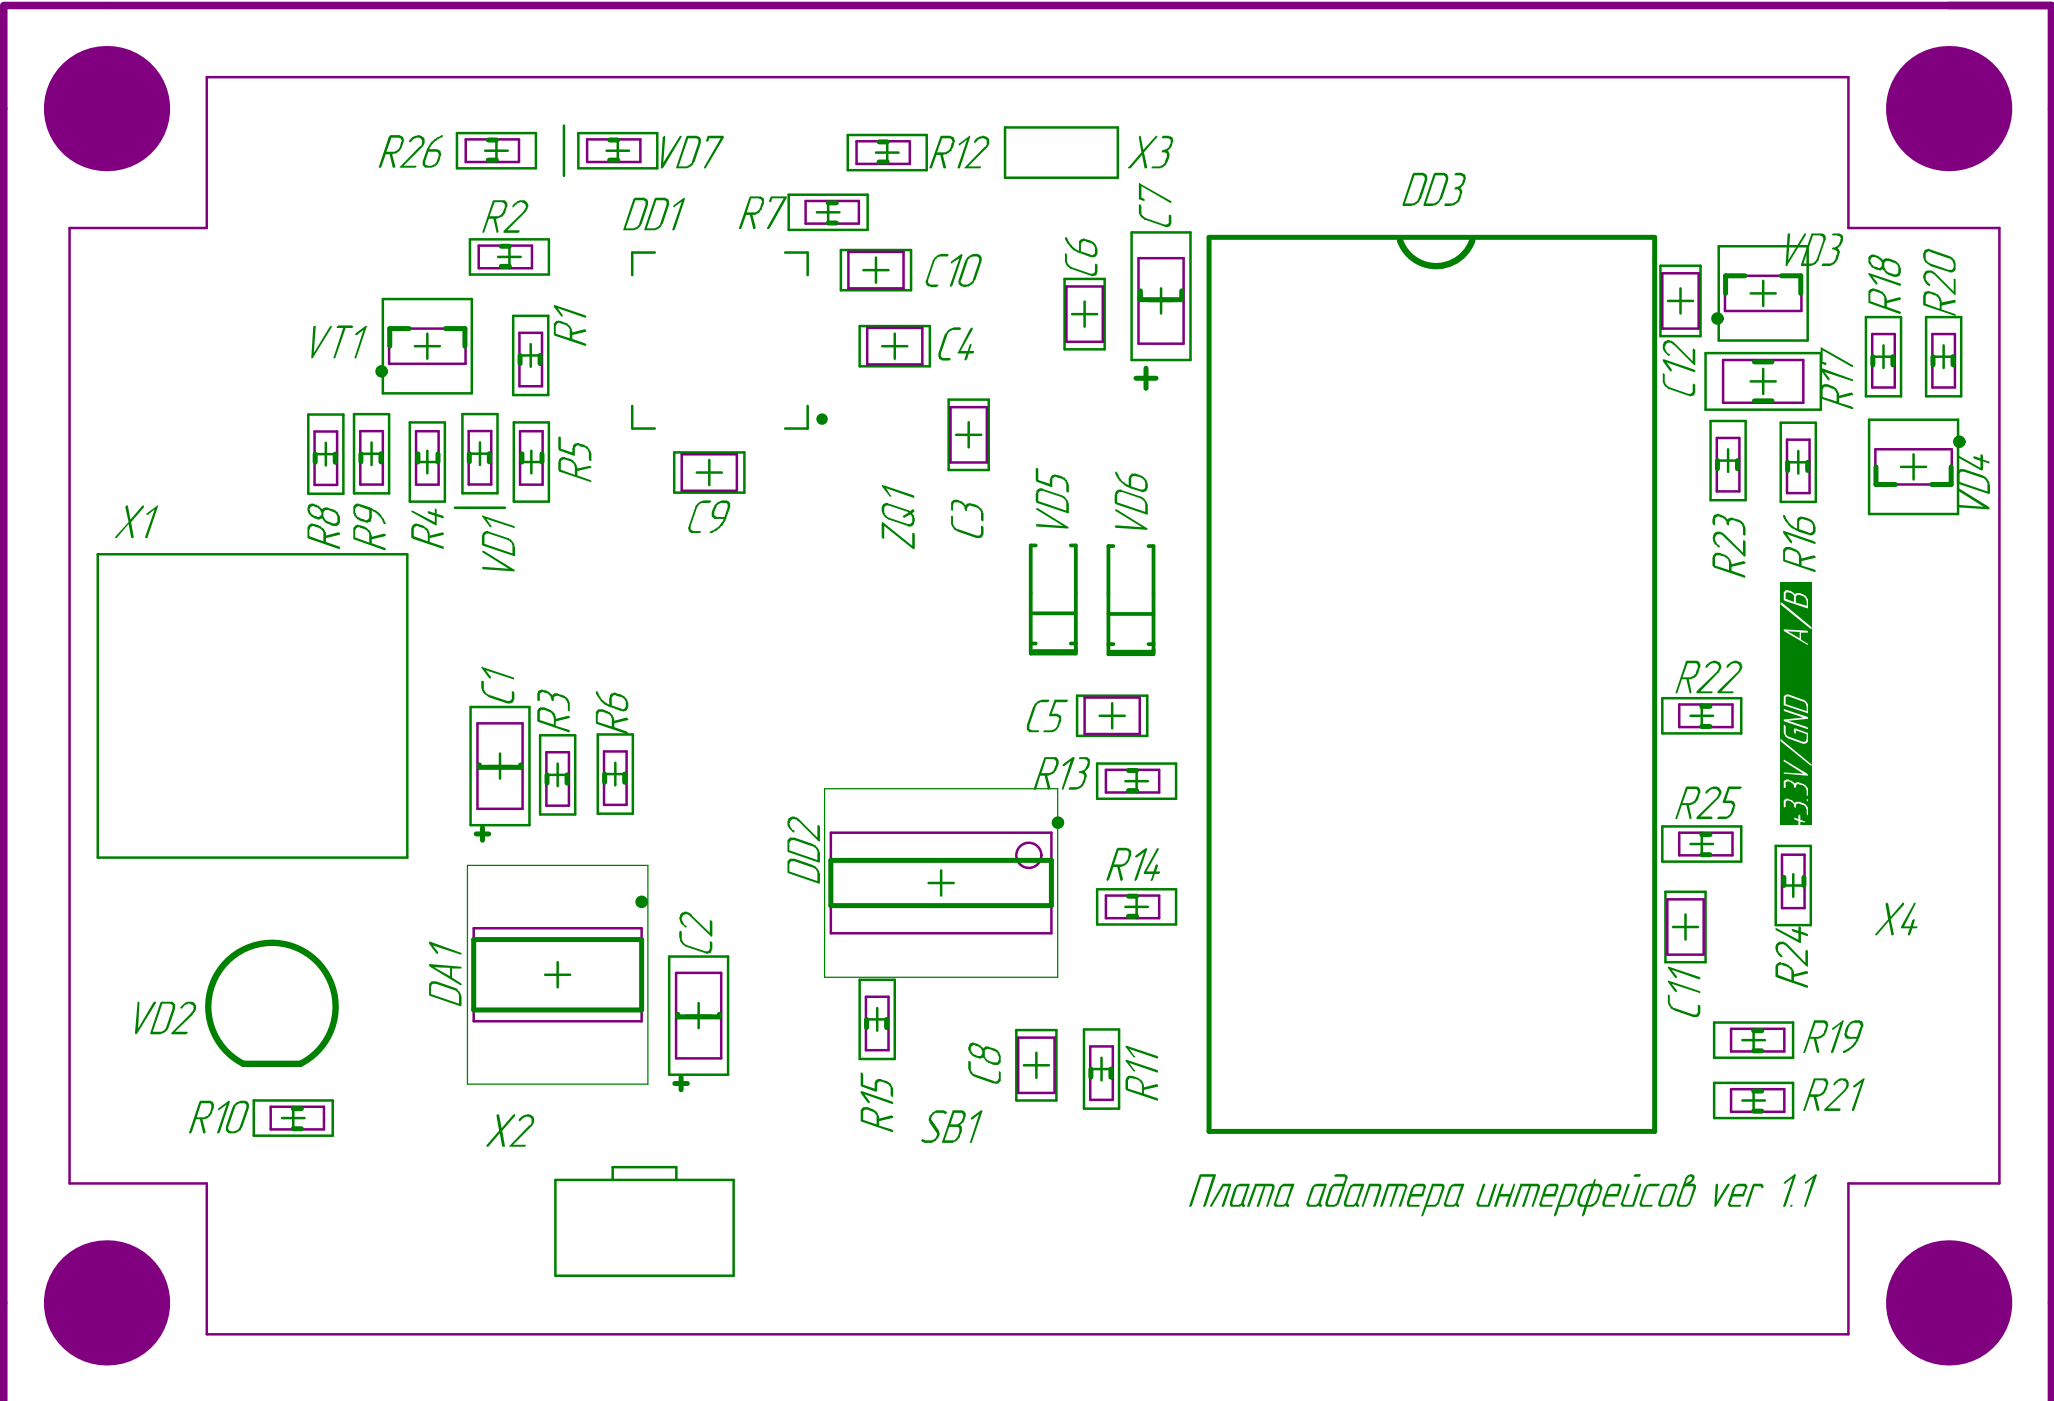 R26
VD7
R12
X3
C7
DD3
R2
DD1
R7
C6
C10
VD3
R18
R20
R1
VT1
C4
C12
R17
R5
VD5
VD6
VD4
X1
R8
R9
R4
VD1
C9
ZQ1
C3
R23
R16
+3.3V/GND A/B
C1
R3
R6
C5
R22
R13
R25
DD2
R14
C2
X4
DA1
R24
VD2
C11
R15
C8
R11
R19
R10
X2
SB1
R21
Плата адаптера интерфейсов ver 1.1